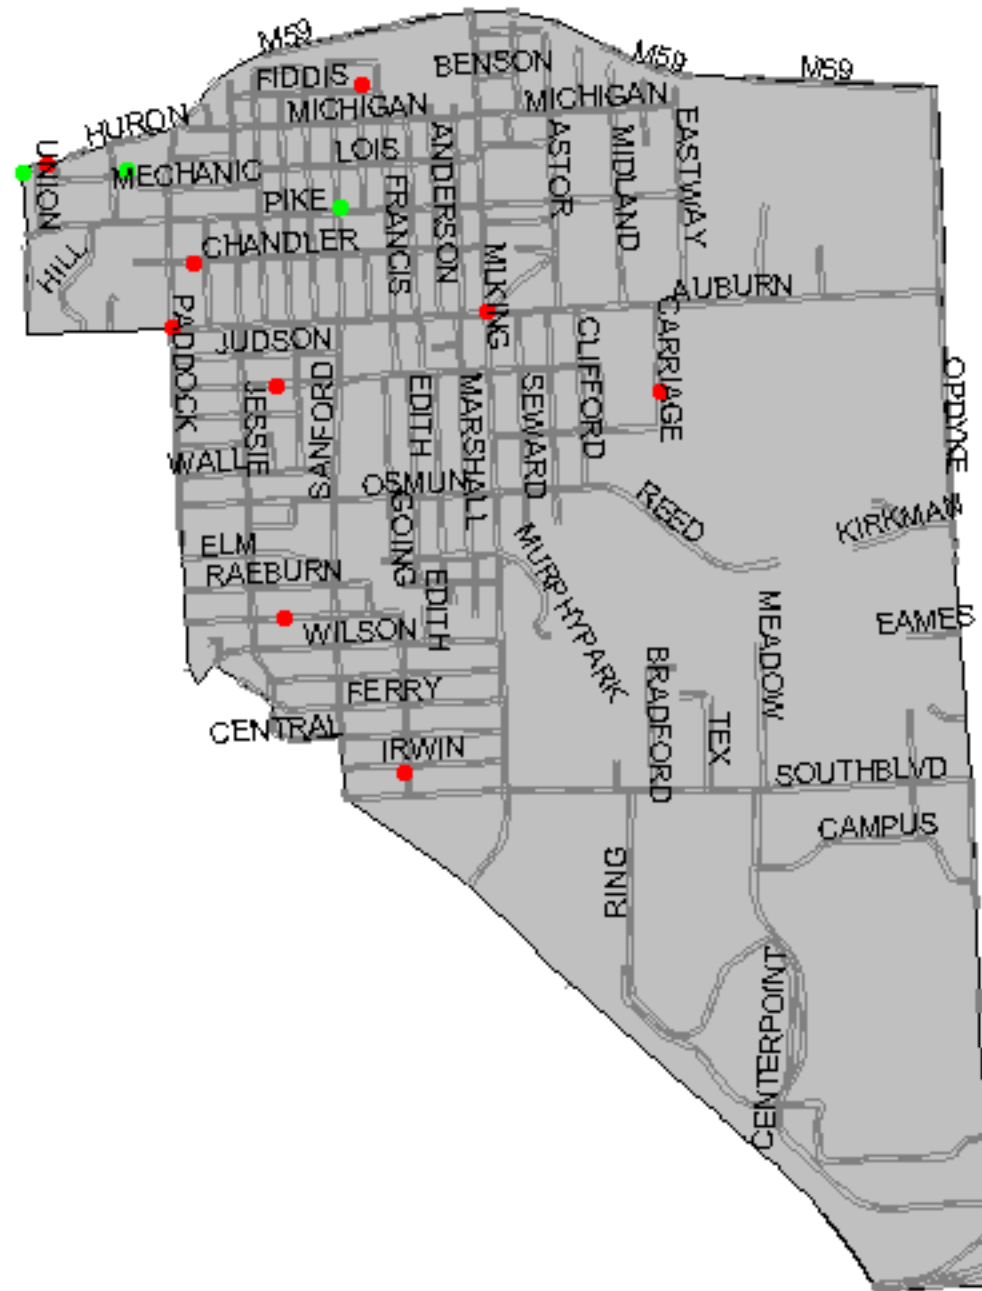 M59
M59
M59
BENSON
FIDDIS
MICHIGAN
MICHIGAN
HURON
LOIS
MECHANIC
UNION
PIKE
FRANCIS
ANDERSON
ASTOR
MIDLAND
EASTWAY
CHANDLER
HILL
MLKING
AUBURN
PADDOCK
JUDSON
CARRIAGE
CLIFFORD
JESSIE
SANFORD
EDITH
MARSHALL
SEWARD
OPDYKE
WALL
OSMUN
GOING
REED
KIRKMAN
ELM
RAEBURN
EDITH
MURPHYPARK
MEADOW
EAMES
WILSON
BRADFORD
FERRY
TEX
CENTRAL
IRWIN
SOUTHBLVD
CAMPUS
RING
CENTERPOINT